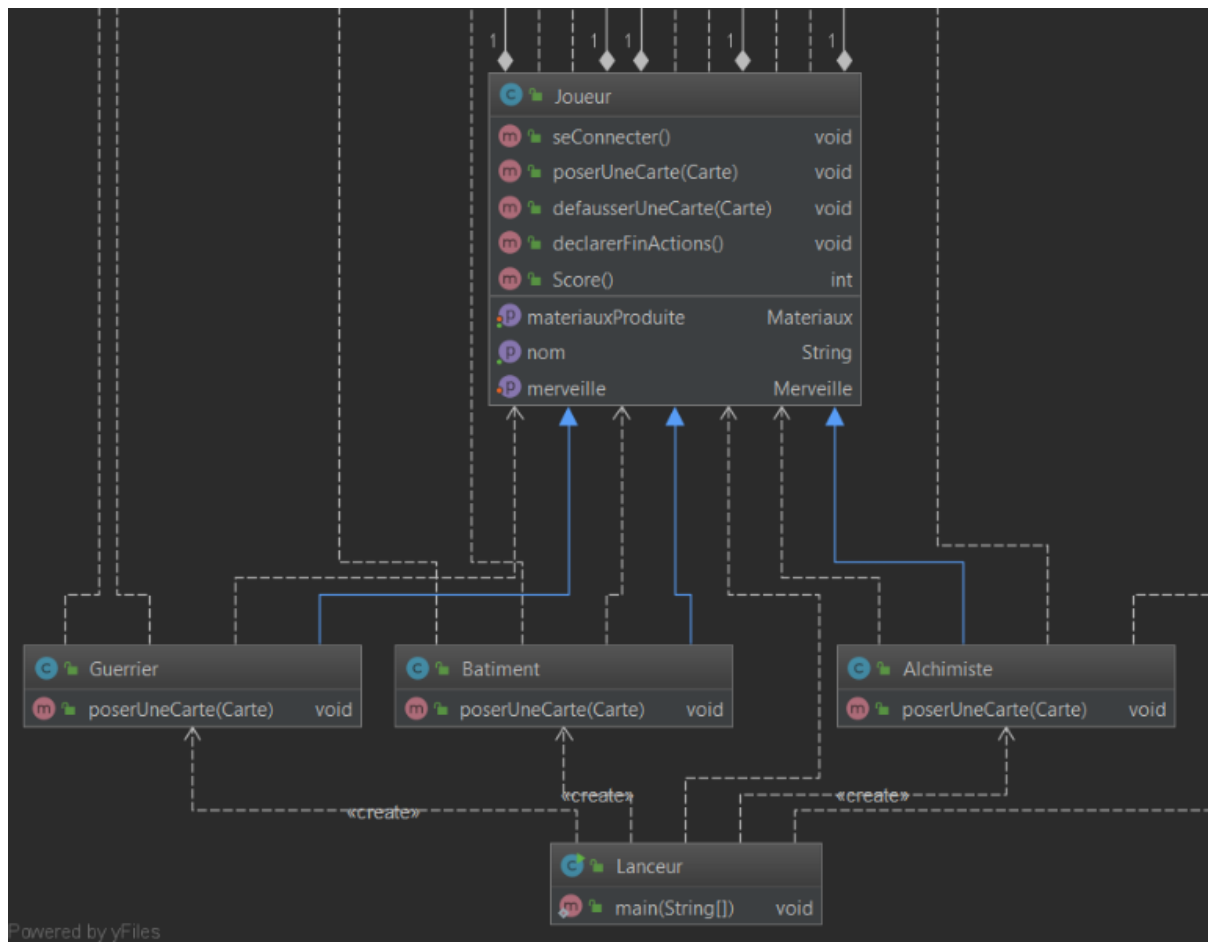 1 1 1 1 1
Joueur
seConnecter() void
poserUneCarte(Carte) void
defausserUneCarte(Carte) void
declarerFinActions() void
Score() int
materiauxProduite Materiaux
nom String
merveille Merveille
Guerrier
poserUneCarte(Carte) void
Batiment
poserUneCarte(Carte) void
Alchimiste
poserUneCarte(Carte) void
«create»
«create»
«create»
Lanceur
main(String[]) void
Powered by yFiles